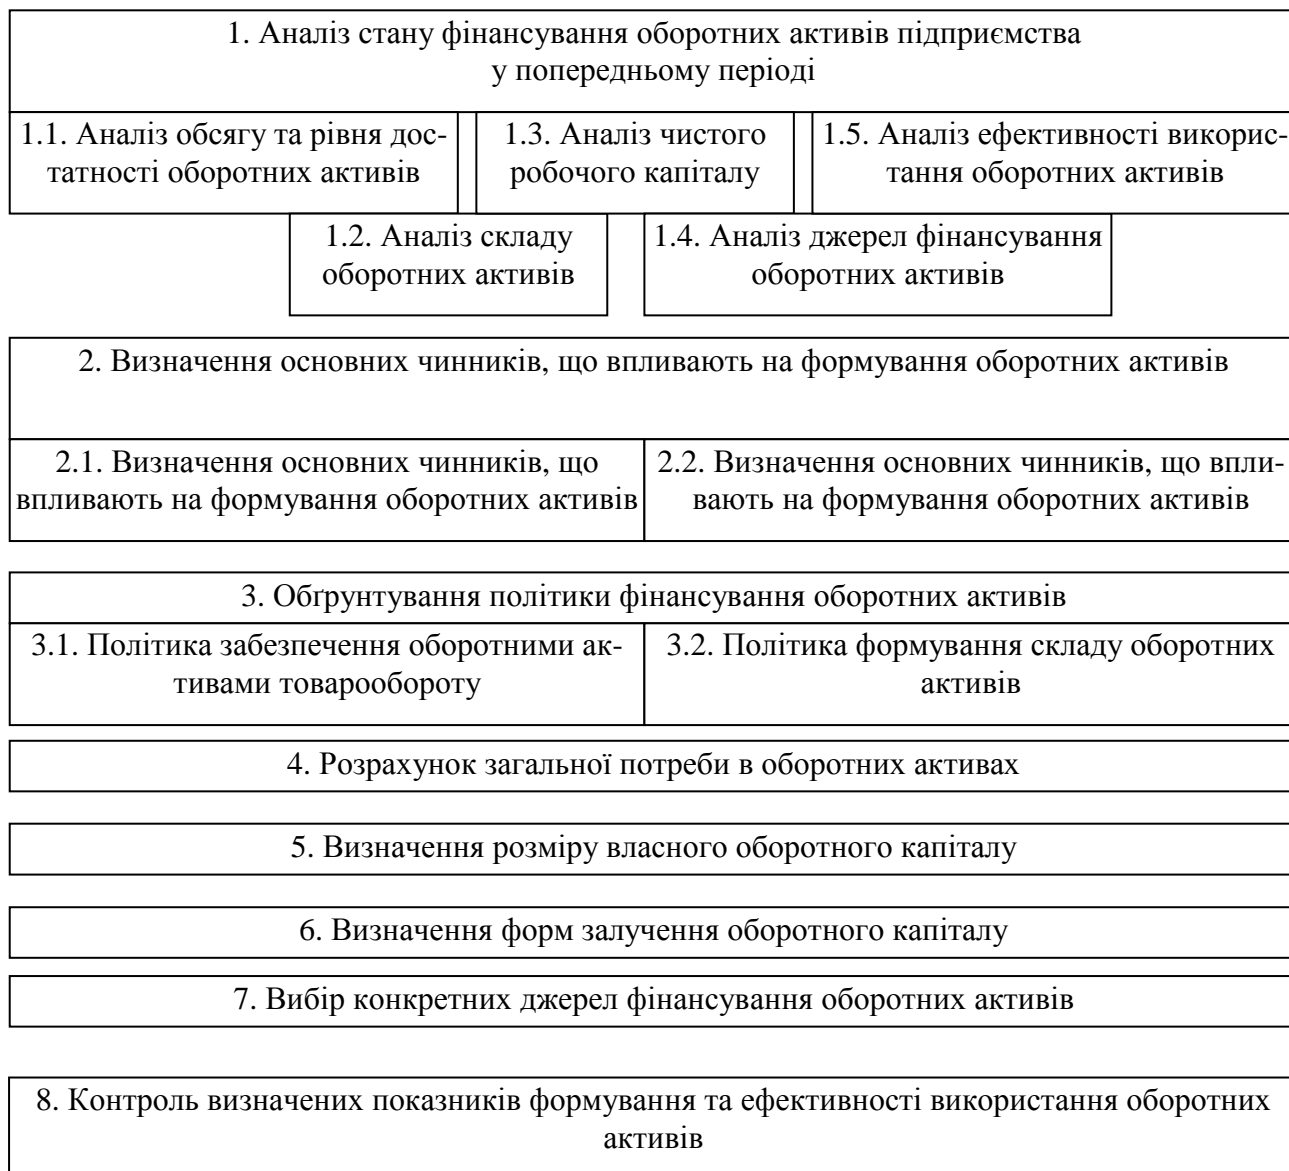 1. Аналіз стану фінансування оборотних активів підприємства
у попередньому періоді
1.1. Аналіз обсягу та рівня дос-
татності оборотних активів
1.3. Аналіз чистого
робочого капіталу
1.5. Аналіз ефективності викорис-
тання оборотних активів
1.2. Аналіз складу
оборотних активів
1.4. Аналіз джерел фінансування
оборотних активів
2. Визначення основних чинників, що впливають на формування оборотних активів
2.1. Визначення основних чинників, що
впливають на формування оборотних активів
2.2. Визначення основних чинників, що впли-
вають на формування оборотних активів
3. Обґрунтування політики фінансування оборотних активів
3.1. Політика забезпечення оборотними ак-
тивами товарообороту
3.2. Політика формування складу оборотних
активів
4. Розрахунок загальної потреби в оборотних активах
5. Визначення розміру власного оборотного капіталу
6. Визначення форм залучення оборотного капіталу
7. Вибір конкретних джерел фінансування оборотних активів
8. Контроль визначених показників формування та ефективності використання оборотних
активів